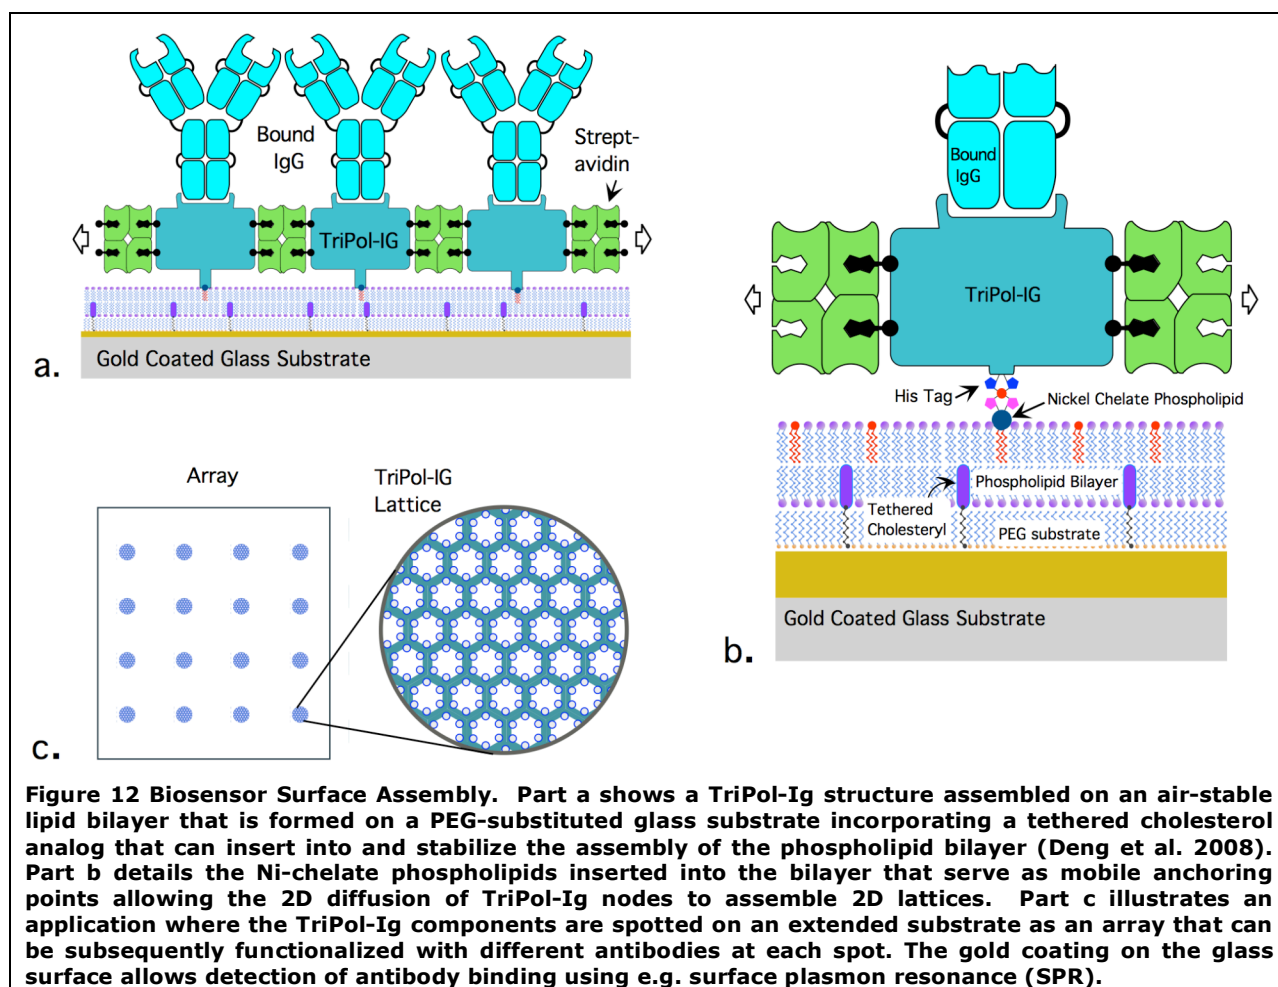 Bound
IgG
Strept-
avidin
TriPol-IG
Gold Coated Glass Substrate
a.
Bound
IgG
TriPol-IG
His Tag
Nickel Chelate Phospholipid
Phospholipid Bilayer
Tethered
Cholesteryl
PEG substrate
Gold Coated Glass Substrate
b.
Array
TriPol-IG
Lattice
c.
Figure 12 Biosensor Surface Assembly. Part a shows a TriPol-Ig structure assembled on an air-stable
lipid bilayer that is formed on a PEG-substituted glass substrate incorporating a tethered cholesterol
analog that can insert into and stabilize the assembly of the phospholipid bilayer (Deng et al. 2008).
Part b details the Ni-chelate phospholipids inserted into the bilayer that serve as mobile anchoring
points allowing the 2D diffusion of TriPol-Ig nodes to assemble 2D lattices. Part c illustrates an
application where the TriPol-Ig components are spotted on an extended substrate as an array that can
be subsequently functionalized with different antibodies at each spot. The gold coating on the glass
surface allows detection of antibody binding using e.g. surface plasmon resonance (SPR).